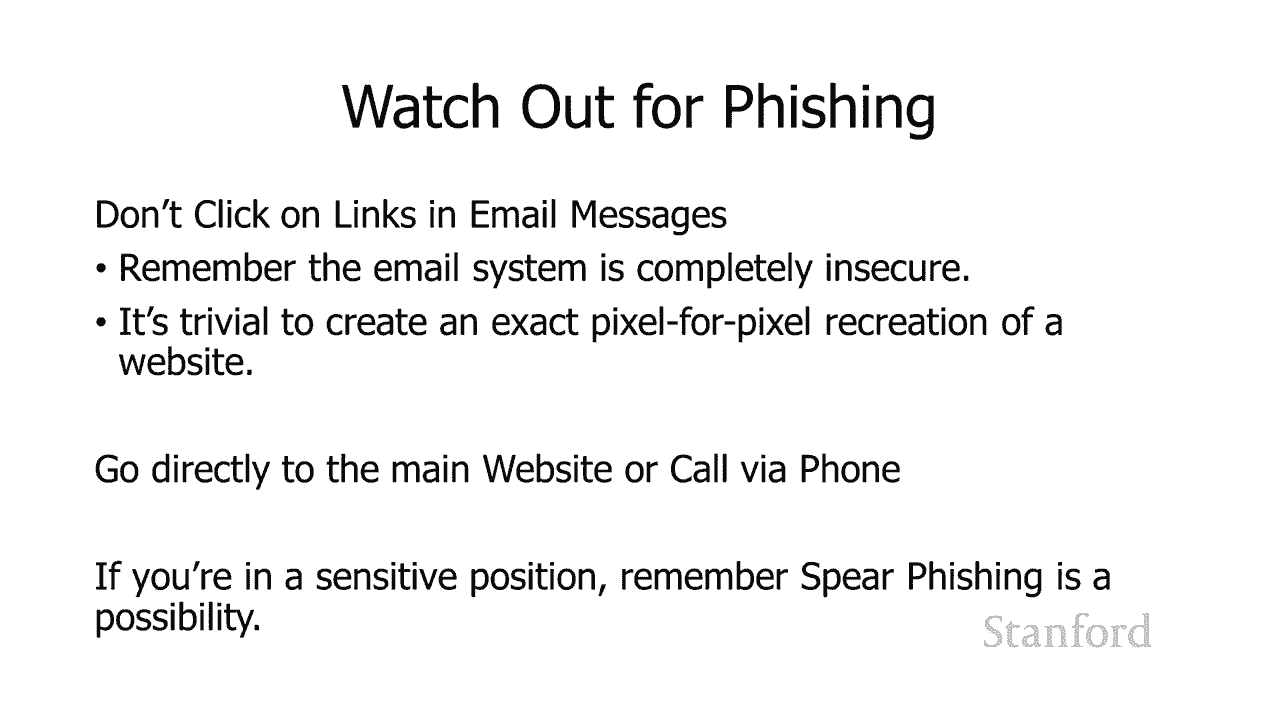 Watch Out for Phishing
Don’t Click on Links in Email Messages
• Remember the email system is completely insecure.
• It’s trivial to create an exact pixel-for-pixel recreation of a
website.
Go directly to the main Website or Call via Phone
If you’re in a sensitive position, remember Spear Phishing is a
possibility.
Stanford